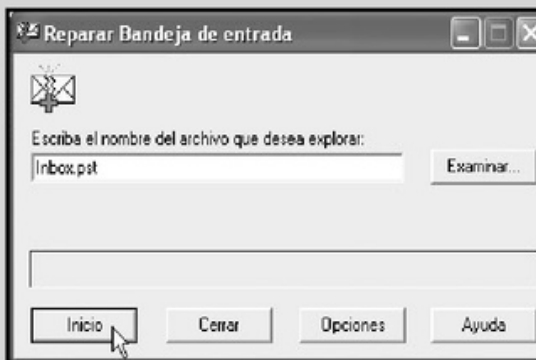 Reparar Bandeja de entrada
Escriba el nombre del archivo que desea explorar:
Inbox.pst
Examinar...
Inicio
Cerrar
Opciones
Ayuda